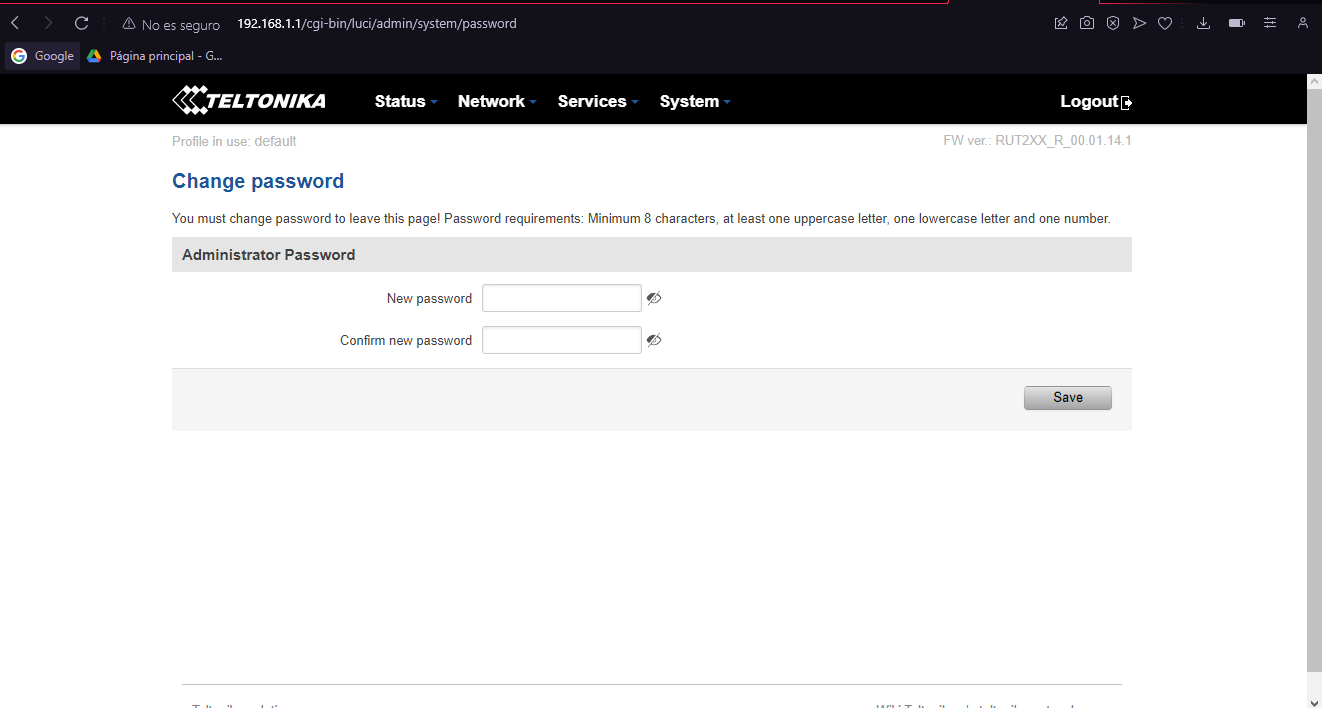 No es seguro 192.168.1.1/cgi-bin/luci/admin/system/password
Google Página principal - G...
TELTONIKA Status Network Services System Logout
Profile in use: default FW ver.: RUT2XX_R_00.01.14.1
Change password
You must change password to leave this page! Password requirements: Minimum 8 characters, at least one uppercase letter, one lowercase letter and one number.
Administrator Password
New password
Confirm new password
Save